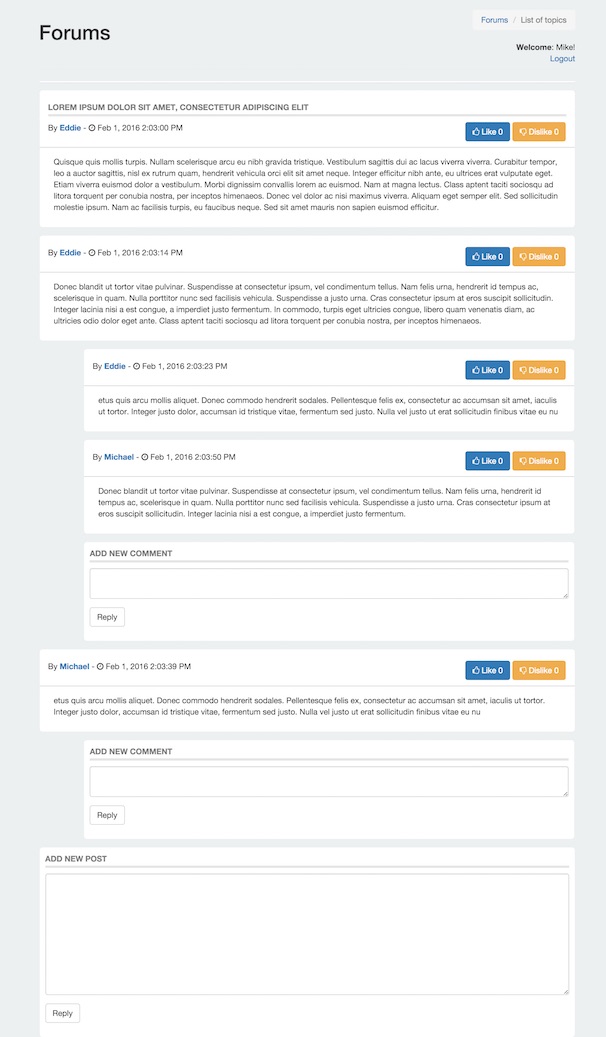 Forums
Forums / List of topics
Welcome: Mike!
Logout
LOREM IPSUM DOLOR SIT AMET, CONSECTETUR ADIPISCING ELIT
By Eddie - Feb 1, 2016 2:03:00 PM
Like 0 Dislike 0
Quisque quis mollis turpis. Nullam scelerisque arcu eu nibh gravida tristique. Vestibulum sagittis dui ac lacus viverra viverra. Curabitur tempor,
leo a auctor sagittis, nisl ex rutrum quam, hendrerit vehicula orci elit sit amet neque. Integer efficitur nibh ante, eu ultrices erat vulputate eget.
Etiam viverra euismod dolor a vestibulum. Morbi dignissim convallis lorem ac euismod. Nam at magna lectus. Class aptent taciti sociosqu ad
litora torquent per conubia nostra, per inceptos himenaeos. Donec vel dolor ac nisi maximus viverra. Aliquam eget semper elit. Sed sollicitudin
molestie ipsum. Nam ac facilisis turpis, eu faucibus neque. Sed sit amet mauris non sapien euismod efficitur.
By Eddie - Feb 1, 2016 2:03:14 PM
Like 0 Dislike 0
Donec blandit ut tortor vitae pulvinar. Suspendisse at consectetur ipsum, vel condimentum tellus. Nam felis urna, hendrerit id tempus ac,
scelerisque in quam. Nulla porttitor nunc sed facilisis vehicula. Suspendisse a justo urna. Cras consectetur ipsum at eros suscipit sollicitudin.
Integer lacinia nisi a est congue, a imperdiet justo fermentum. In commodo, turpis eget ultricies congue, libero quam venenatis diam, ac
ultricies odio dolor eget ante. Class aptent taciti sociosqu ad litora torquent per conubia nostra, per inceptos himenaeos.
By Eddie - Feb 1, 2016 2:03:23 PM
Like 0 Dislike 0
etus quis arcu mollis aliquet. Donec commodo hendrerit sodales. Pellentesque felis ex, consectetur ac accumsan sit amet, iaculis
ut tortor. Integer justo dolor, accumsan id tristique vitae, fermentum sed justo. Nulla vel justo ut erat sollicitudin finibus vitae eu nu
By Michael - Feb 1, 2016 2:03:50 PM
Like 0 Dislike 0
Donec blandit ut tortor vitae pulvinar. Suspendisse at consectetur ipsum, vel condimentum tellus. Nam felis urna, hendrerit id
tempus ac, scelerisque in quam. Nulla porttitor nunc sed facilisis vehicula. Suspendisse a justo urna. Cras consectetur ipsum at
eros suscipit sollicitudin. Integer lacinia nisi a est congue, a imperdiet justo fermentum.
ADD NEW COMMENT
Reply
By Michael - Feb 1, 2016 2:03:39 PM
Like 0 Dislike 0
etus quis arcu mollis aliquet. Donec commodo hendrerit sodales. Pellentesque felis ex, consectetur ac accumsan sit amet, iaculis ut tortor.
Integer justo dolor, accumsan id tristique vitae, fermentum sed justo. Nulla vel justo ut erat sollicitudin finibus vitae eu nu
ADD NEW COMMENT
Reply
ADD NEW POST
Reply